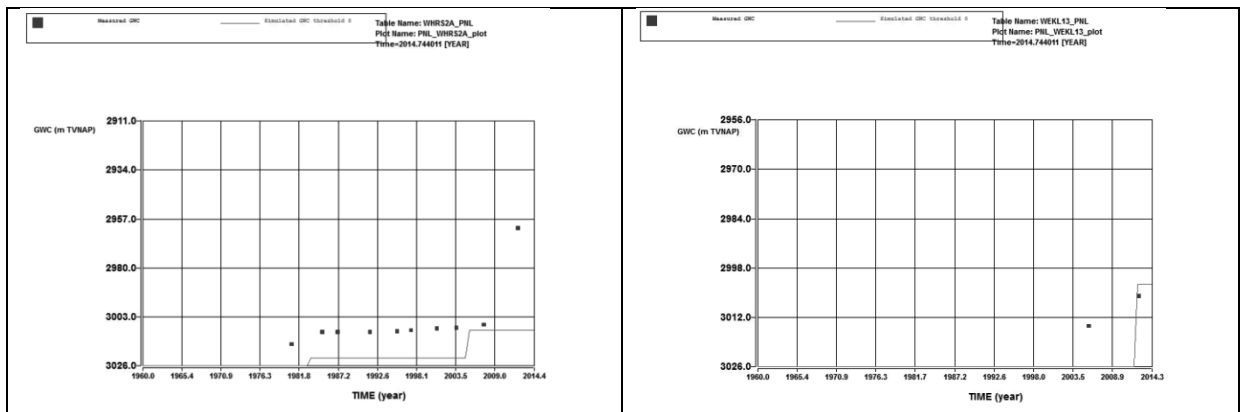 Measured GWC Simulated GWC threshold 0
Table Name: WHRS2A_PNL
Plot Name: PNL_WHRS2A_plot
Time=2014.744011 [YEAR]
GWC (m TVNAP)
2911.0
2934.0
2957.0
2980.0
3003.0
3026.0
1960.0 1965.4 1970.9 1976.3 1981.8 1987.2 1992.6 1998.1 2003.5 2009.0 2014.4
TIME (year)
Measured GWC Simulated GWC threshold 0
Table Name: WEKL13_PNL
Plot Name: PNL_WEKL13_plot
Time=2014.744011 [YEAR]
2956.0
GWC (m TVNAP)
2970.0
2984.0
2998.0
3012.0
3026.0
1960.0 1965.4 1970.9 1976.3 1981.7 1987.2 1992.6 1998.0 2003.5 2008.9 2014.3
TIME (year)